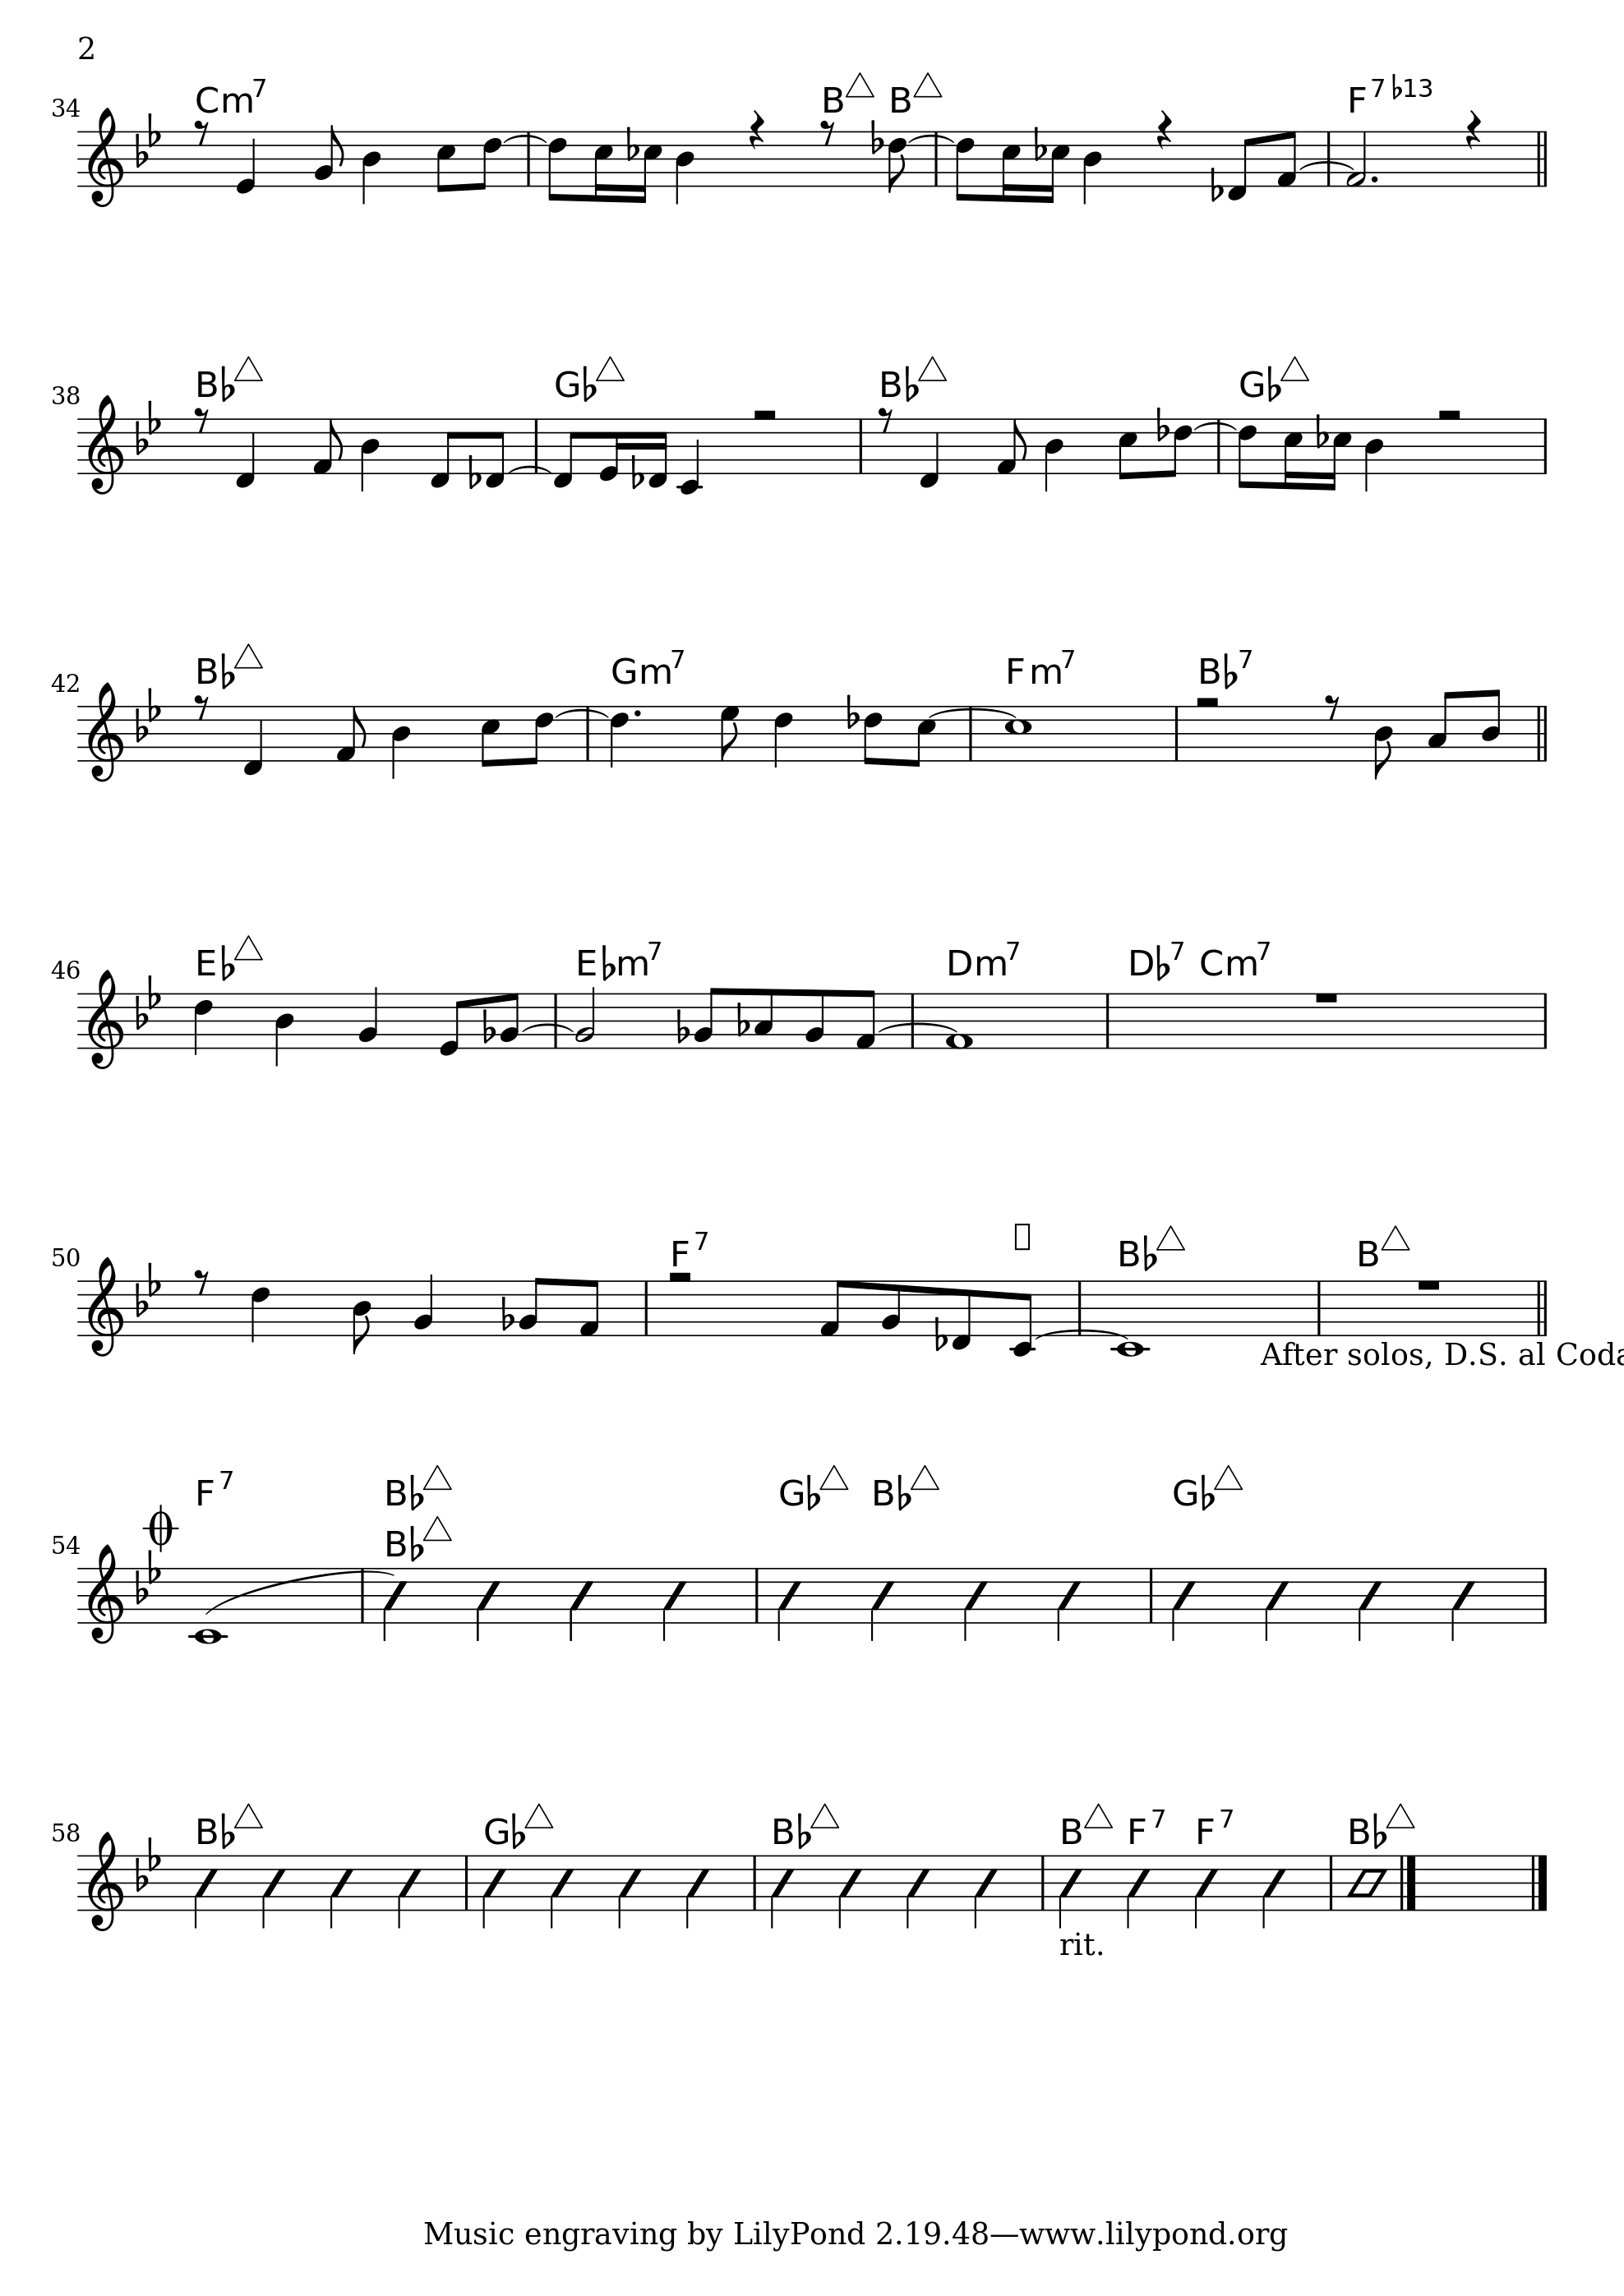 2
34 Cm7 B△ B△ F7♭13
38 B♭△ G♭△ B♭△ G♭△
42 B♭△ Gm7 Fm7 B♭7
46 E♭△ E♭m7 Dm7 D♭7 Cm7
50 F7 B♭△ B△
After solos, D.S. al Coda
F7 B♭△ G♭△ B♭△ G♭△
54 B♭△
58 B♭△ G♭△ B♭△ B△ F7 F7 B♭△
rit.
Music engraving by LilyPond 2.19.48—www.lilypond.org